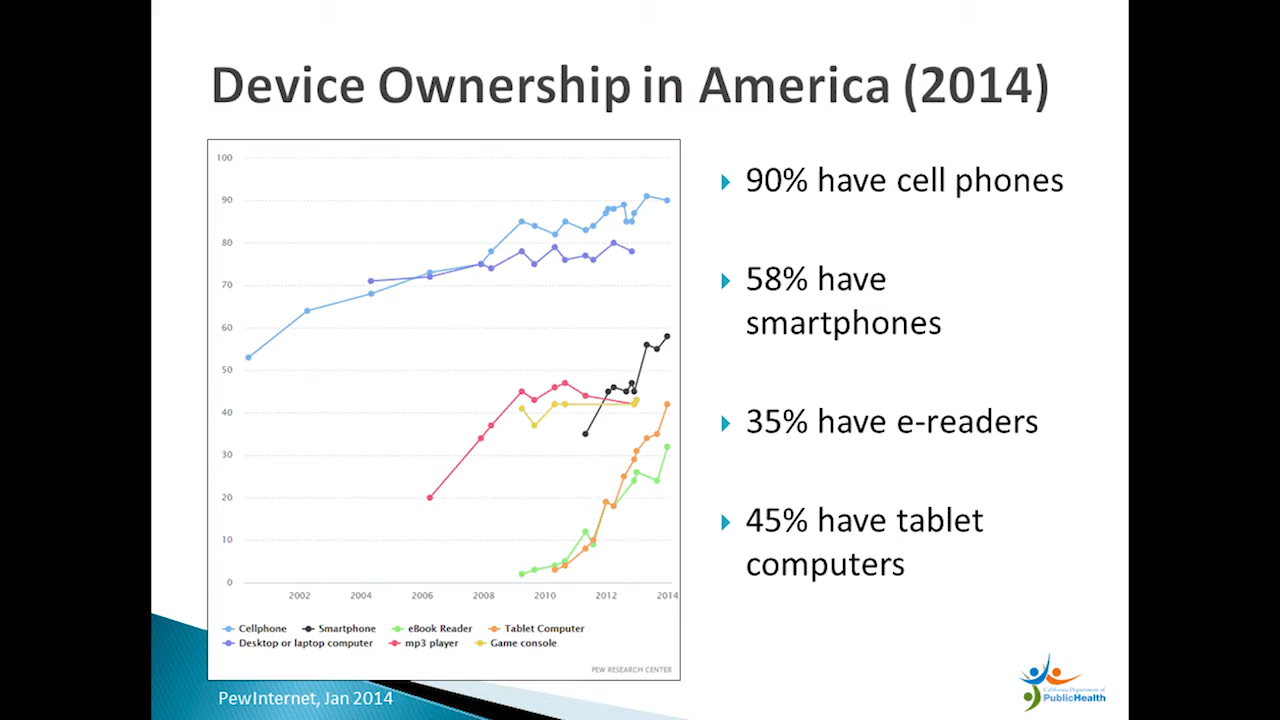 Device Ownership in America (2014)
100
90
80
70
60
50
40
30
20
10
0
2002 2004 2006 2008 2010 2012 2014
Cellphone Smartphone eBook Reader Tablet Computer
Desktop or laptop computer mp3 player Game console
PEW RESEARCH CENTER
90% have cell phones
58% have
smartphones
35% have e-readers
45% have tablet
computers
PewInternet, Jan 2014
California Department of
PublicHealth